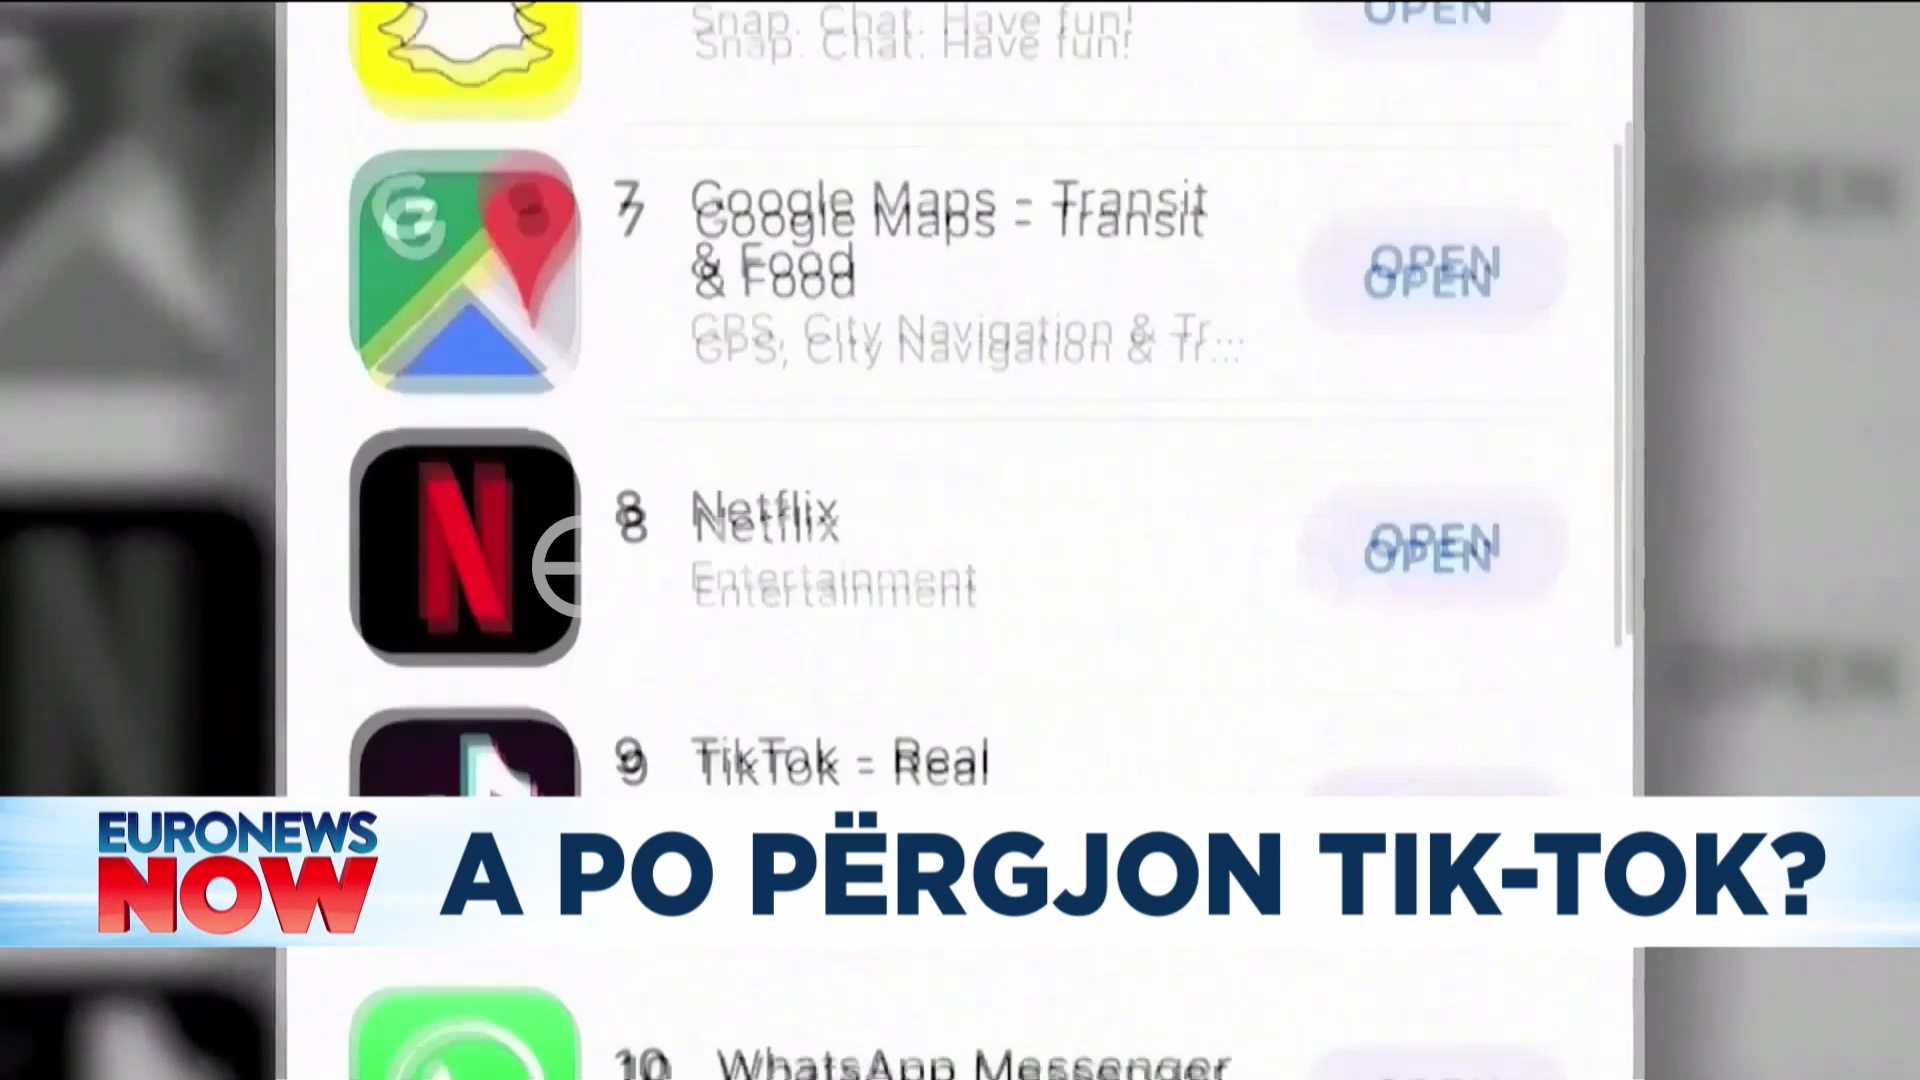 Snap. Chat. Have fun!
OPEN
7 Google Maps - Transit
& Food
GPS, City Navigation & Tr...
OPEN
8 Netflix
Entertainment
OPEN
9 TikTok - Real
EURONEWS
NOW
A PO PËRGJON TIK-TOK?
10 WhatsApp Messenger